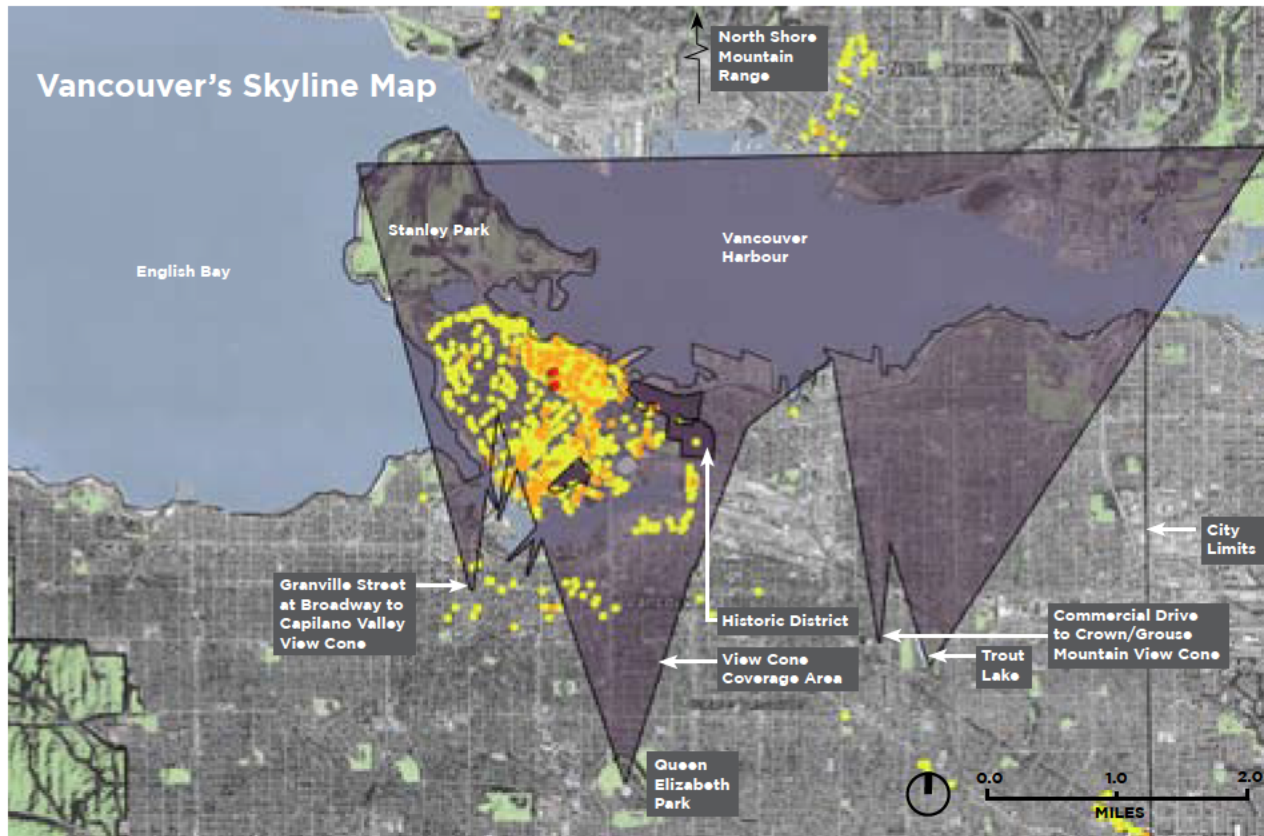 Vancouver's Skyline Map
North Shore
Mountain
Range
Stanley Park
Vancouver
Harbour
English Bay
City
Limits
Granville Street
at Broadway to
Capilano Valley
View Cone
Historic District
Commercial Drive
to Crown/Grouse
Mountain View Cone
View Cone
Coverage Area
Trout
Lake
Queen
Elizabeth
Park
0.0 1.0 2.0
MILES